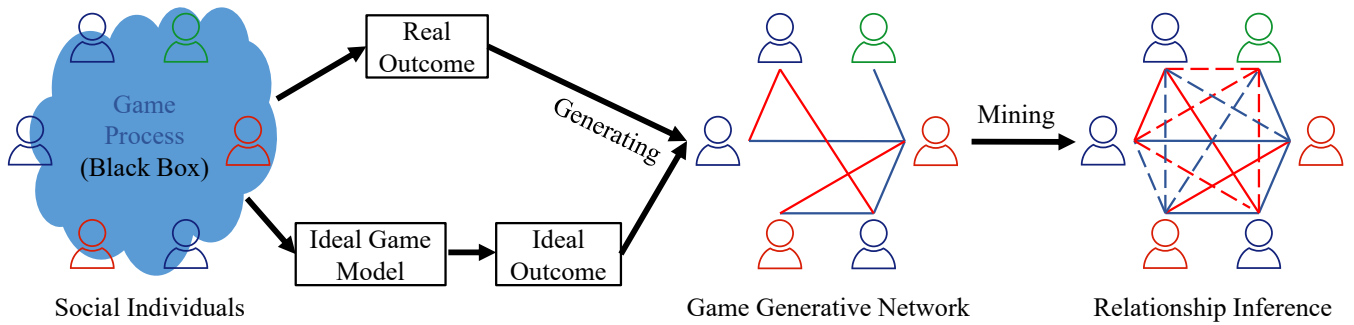 Game
Process
(Black Box)
Social Individuals
Real
Outcome
Ideal Game
Model
Ideal
Outcome
Generating
Game Generative Network
Mining
Relationship Inference